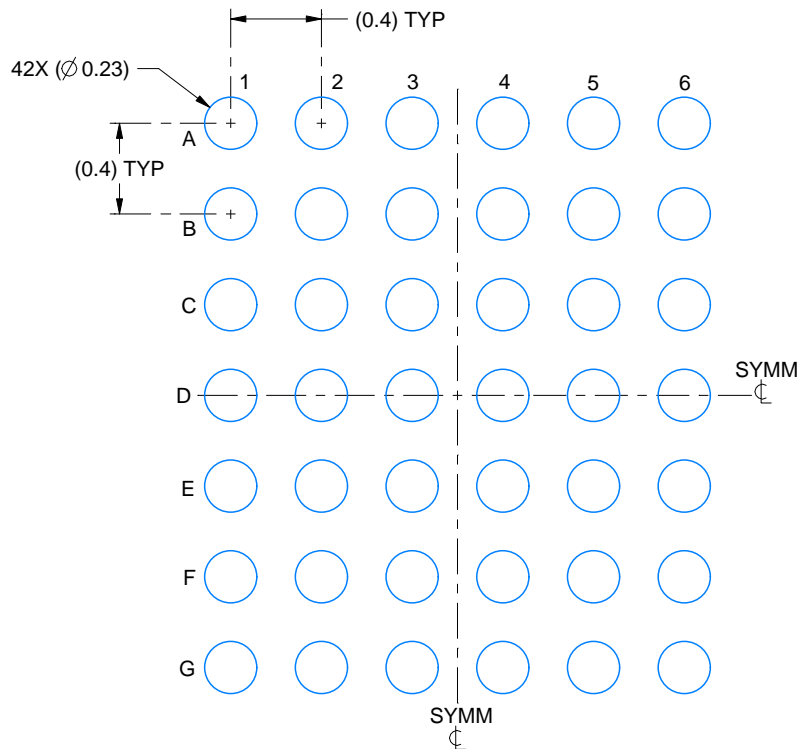 (0.4) TYP
42X (∅ 0.23)
1 2 3 4 5 6
A
(0.4) TYP
B
C
SYMM
℄
D
E
F
G
SYMM
℄